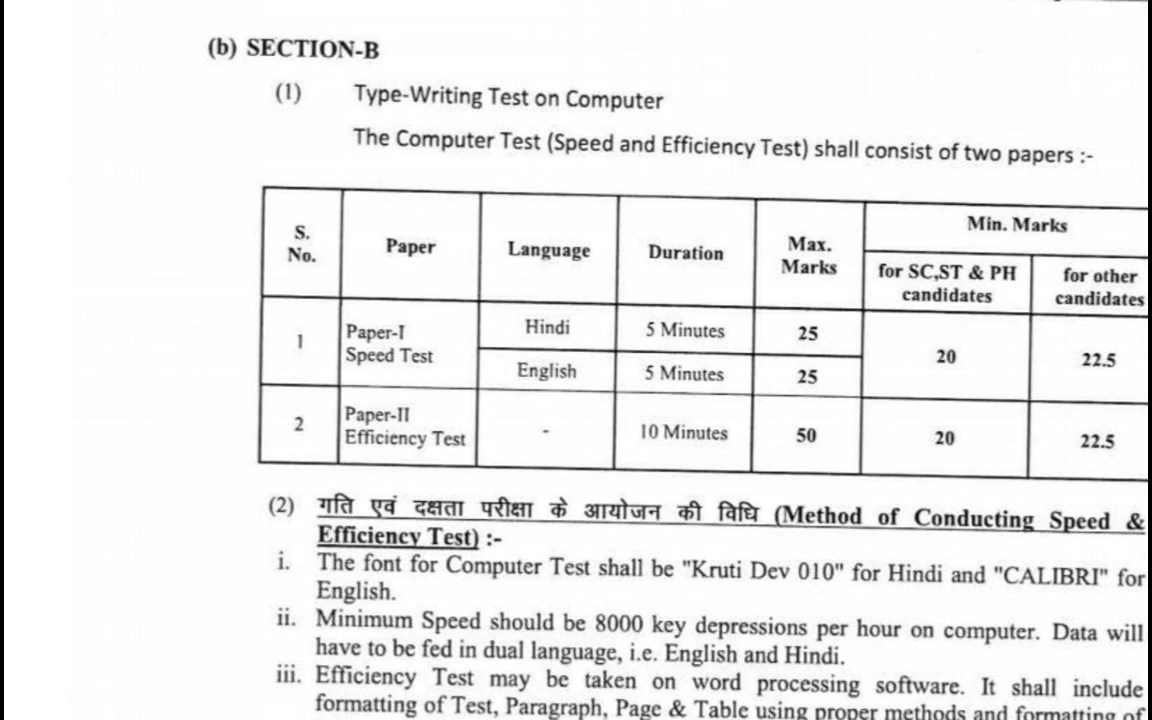 (b) SECTION-B
(1) Type-Writing Test on Computer
The Computer Test (Speed and Efficiency Test) shall consist of two papers :-
S. No. Paper Language Duration Max. Marks Min. Marks
for SC,ST & PH candidates for other candidates
1 Paper-I Speed Test Hindi 5 Minutes 25 20 22.5
English 5 Minutes 25
2 Paper-II Efficiency Test - 10 Minutes 50 20 22.5
(2) गति एवं दक्षता परीक्षा के आयोजन की विधि (Method of Conducting Speed &
Efficiency Test) :-
i. The font for Computer Test shall be "Kruti Dev 010" for Hindi and "CALIBRI" for
English.
ii. Minimum Speed should be 8000 key depressions per hour on computer. Data will
have to be fed in dual language, i.e. English and Hindi.
iii. Efficiency Test may be taken on word processing software. It shall include
formatting of Test, Paragraph, Page & Table using proper methods and formatting of